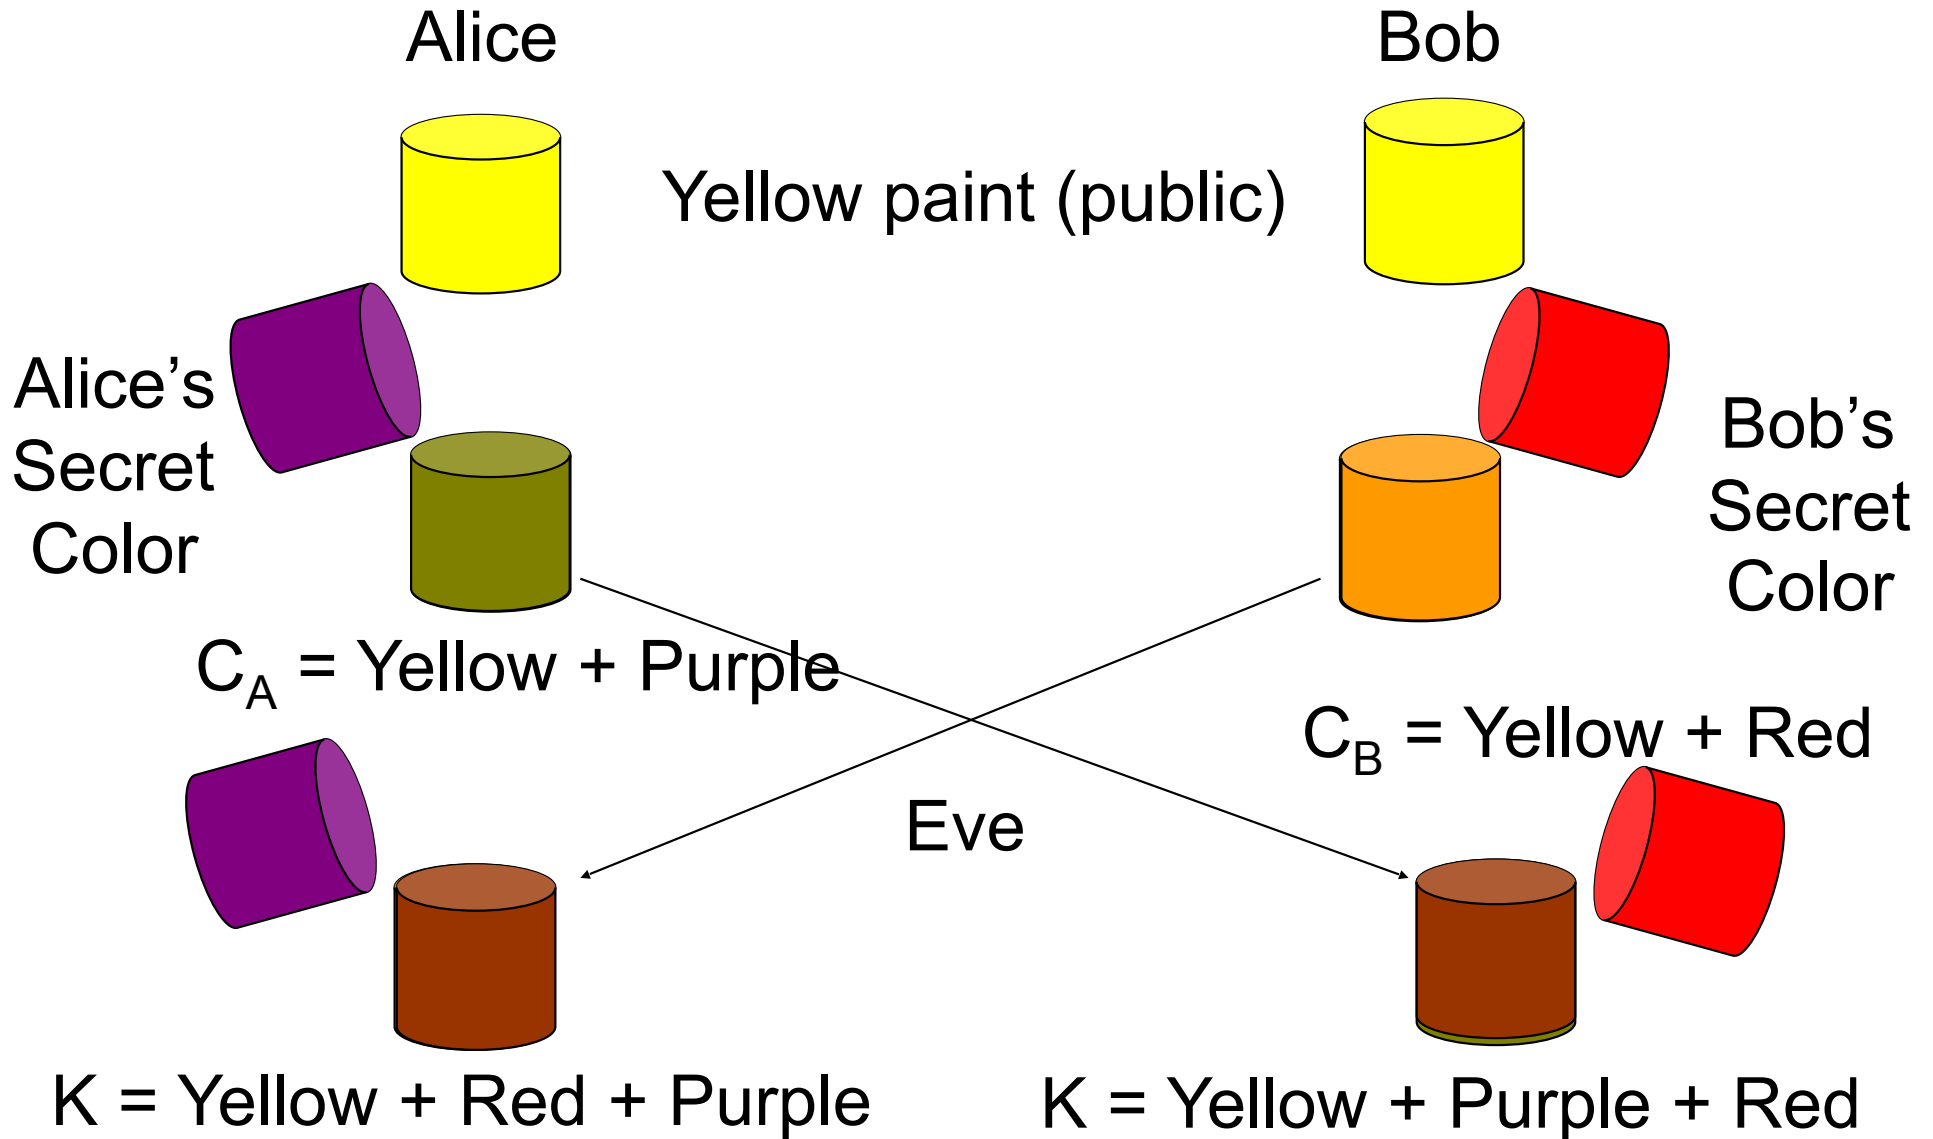 Alice
Bob
Yellow paint (public)
Alice’s
Secret
Color
Bob’s
Secret
Color
C_A = Yellow + Purple
C_B = Yellow + Red
Eve
K = Yellow + Red + Purple
K = Yellow + Purple + Red